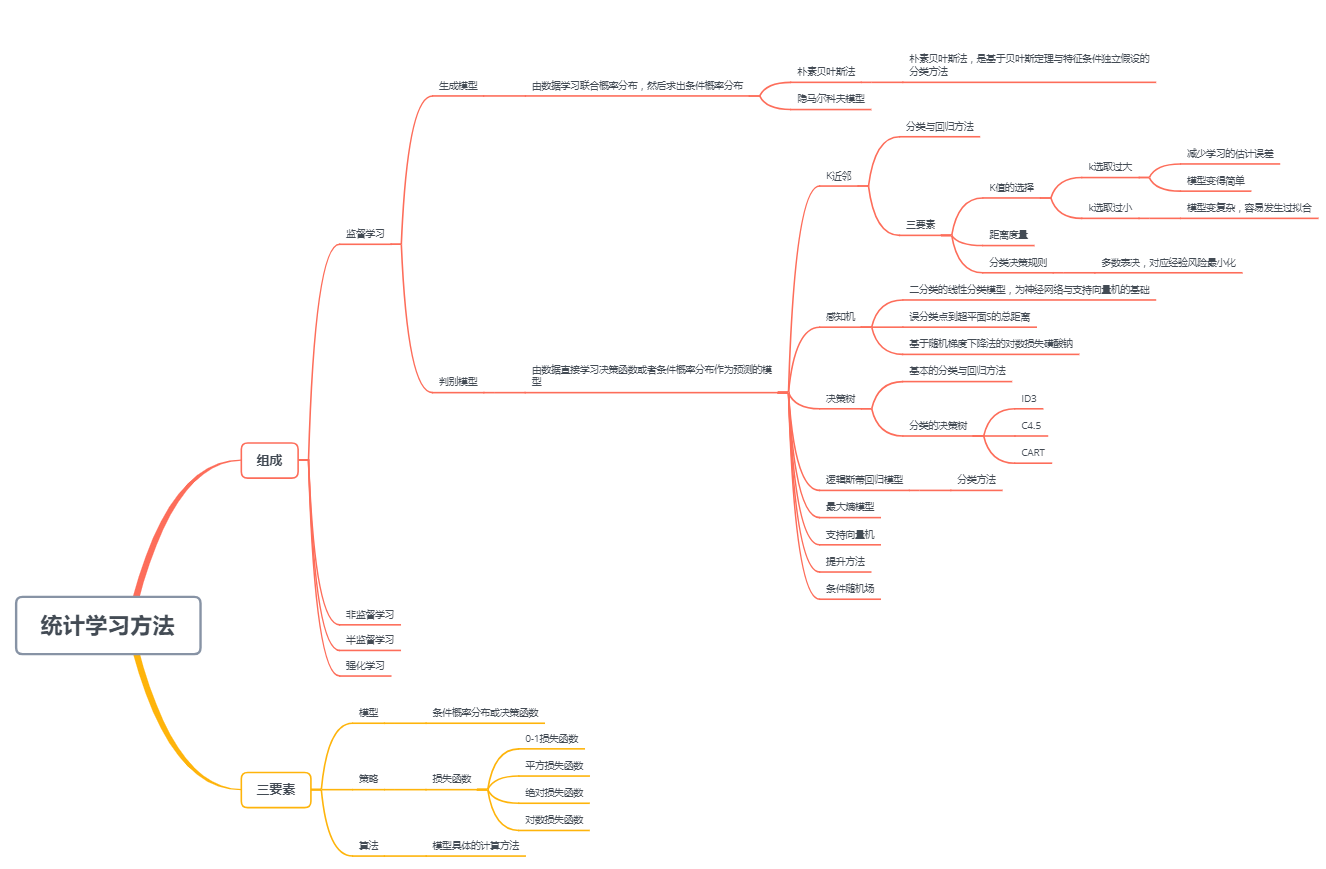 统计学习方法
组成
监督学习
生成模型
由数据学习联合概率分布，然后求出条件概率分布
朴素贝叶斯法
朴素贝叶斯法，是基于贝叶斯定理与特征条件独立假设的
分类方法
隐马尔科夫模型
判别模型
由数据直接学习决策函数或者条件概率分布作为预测的模
型
K近邻
分类与回归方法
三要素
K值的选择
k选取过大
减少学习的估计误差
模型变得简单
k选取过小
模型变复杂，容易发生过拟合
距离度量
分类决策规则
多数表决，对应经验风险最小化
感知机
二分类的线性分类模型，为神经网络与支持向量机的基础
误分类点到超平面S的总距离
基于随机梯度下降法的对数损失磺酸钠
决策树
基本的分类与回归方法
分类的决策树
ID3
C4.5
CART
逻辑斯蒂回归模型
分类方法
最大熵模型
支持向量机
提升方法
条件随机场
非监督学习
半监督学习
强化学习
三要素
模型
条件概率分布或决策函数
策略
损失函数
0-1损失函数
平方损失函数
绝对损失函数
对数损失函数
算法
模型具体的计算方法